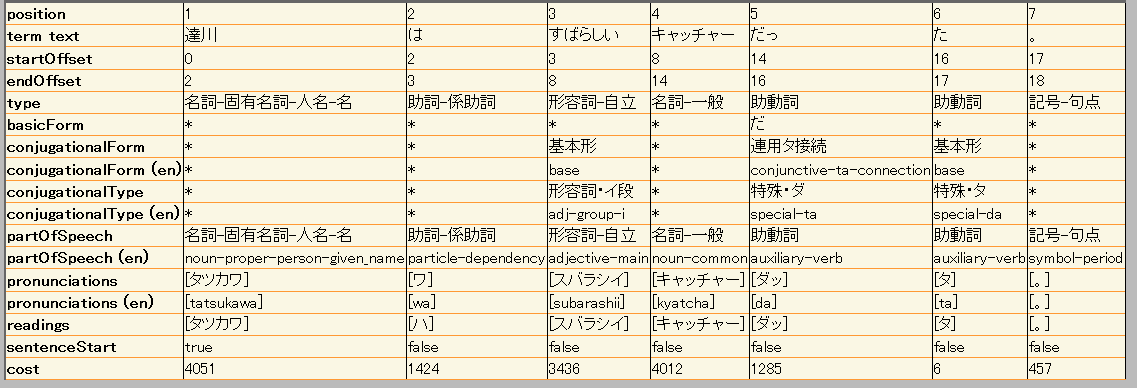 position 1 2 3 4 5 6 7
term text 達川 は すばらしい キャッチャー だっ た 。
startOffset 0 2 3 8 14 16 17
endOffset 2 3 8 14 16 17 18
type 名詞-固有名詞-人名-名 助詞-係助詞 形容詞-自立 名詞-一般 助動詞 助動詞 記号-句点
basicForm * * * * だ * *
conjugationalForm * * 基本形 * 連用タ接続 基本形 *
conjugationalForm (en) * * base * conjunctive-ta-connection base *
conjugationalType * * 形容詞・イ段 * 特殊・ダ 特殊・タ *
conjugationalType (en) * * adj-group-i * special-ta special-da *
partOfSpeech 名詞-固有名詞-人名-名 助詞-係助詞 形容詞-自立 名詞-一般 助動詞 助動詞 記号-句点
partOfSpeech (en) noun-proper-person-given_name particle-dependency adjective-main noun-common auxiliary-verb auxiliary-verb symbol-period
pronunciations [タツカワ] [ワ] [スバラシイ] [キャッチャー] [ダッ] [タ] [。]
pronunciations (en) [tatsukawa] [wa] [subarashii] [kyatcha] [da] [ta] [。]
readings [タツカワ] [ハ] [スバラシイ] [キャッチャー] [ダッ] [タ] [。]
sentenceStart true false false false false false false
cost 4051 1424 3436 4012 1285 6 457